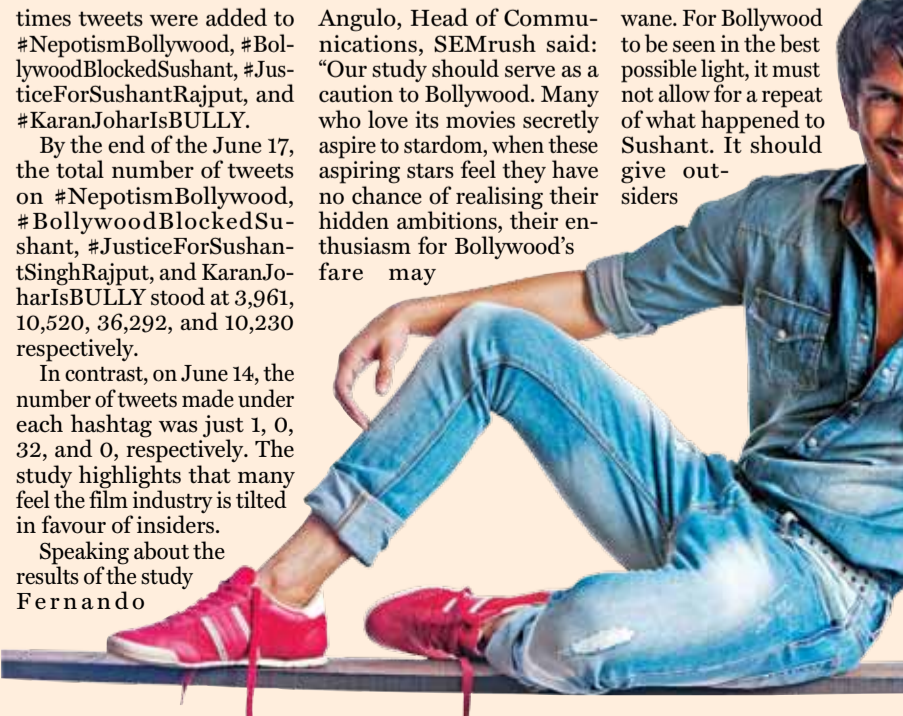 times tweets were added to
#NepotismBollywood, #Bol-
lywoodBlockedSushant, #Jus-
ticeForSushantRajput, and
#KaranJoharIsBULLY.
By the end of the June 17,
the total number of tweets
on #NepotismBollywood,
#BollywoodBlockedSu-
shant, #JusticeForSushan-
tSinghRajput, and KaranJo-
harIsBULLY stood at 3,961,
10,520, 36,292, and 10,230
respectively.
In contrast, on June 14, the
number of tweets made under
each hashtag was just 1, 0,
32, and 0, respectively. The
study highlights that many
feel the film industry is tilted
in favour of insiders.
Speaking about the
results of the study
Fernando
Angulo, Head of Commu-
nications, SEMrush said:
“Our study should serve as a
caution to Bollywood. Many
who love its movies secretly
aspire to stardom, when these
aspiring stars feel they have
no chance of realising their
hidden ambitions, their en-
thusiasm for Bollywood’s
fare may
wane. For Bollywood
to be seen in the best
possible light, it must
not allow for a repeat
of what happened to
Sushant. It should
give out-
siders